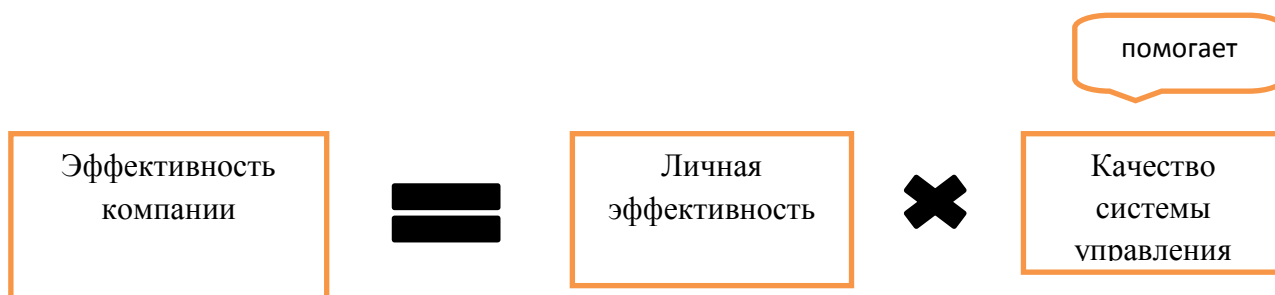 помогает
Эффективность
компании
Личная
эффективность
Качество
системы
управления